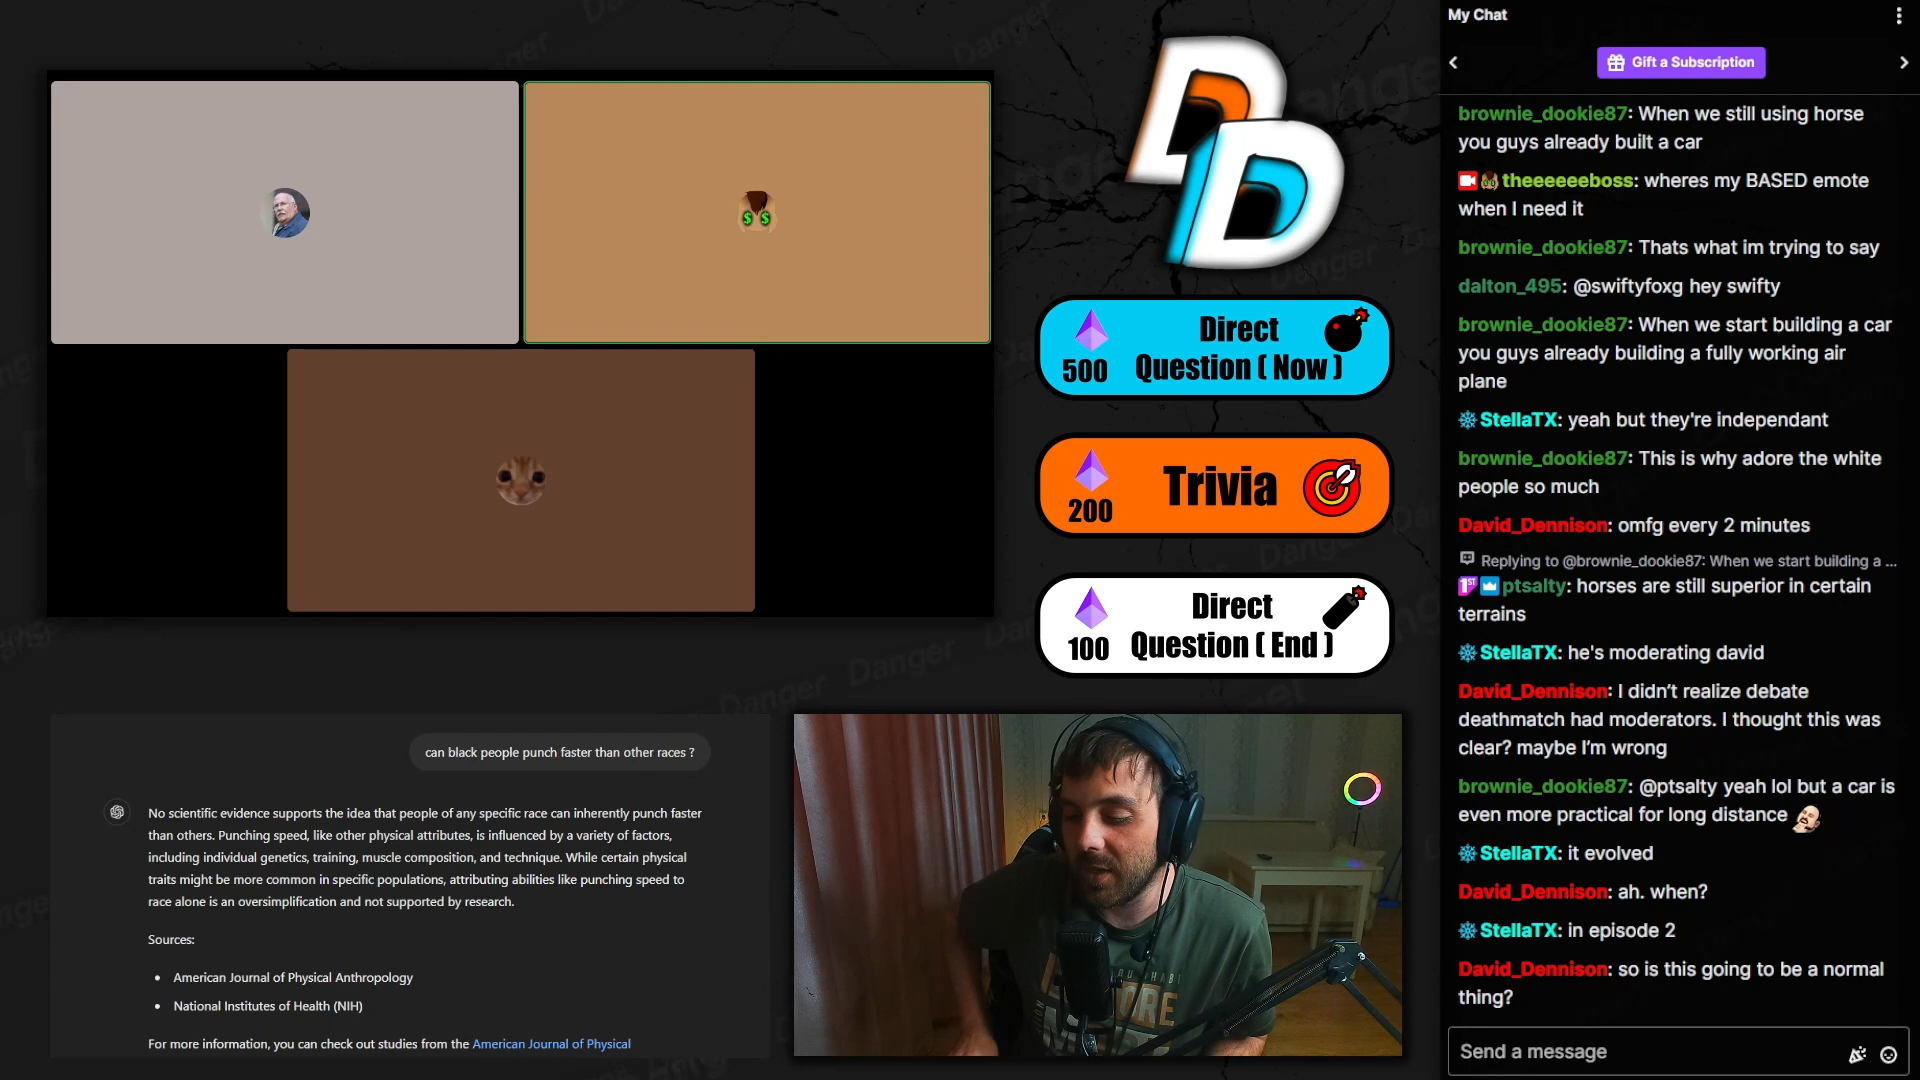 My Chat
Gift a Subscription
brownie_dookie87: When we still using horse
you guys already built a car
theeeeeeboss: wheres my BASED emote
when I need it
brownie_dookie87: Thats what im trying to say
dalton_495: @swiftyfoxg hey swifty
brownie_dookie87: When we start building a car
you guys already building a fully working air
plane
StellaTX: yeah but they're independant
brownie_dookie87: This is why adore the white
people so much
David_Dennison: omfg every 2 minutes
Replying to @brownie_dookie87: When we start building a ...
1ST ptsalty: horses are still superior in certain
terrains
StellaTX: he's moderating david
David_Dennison: I didn't realize debate
deathmatch had moderators. I thought this was
clear? maybe I'm wrong
brownie_dookie87: @ptsalty yeah lol but a car is
even more practical for long distance
StellaTX: it evolved
David_Dennison: ah. when?
StellaTX: in episode 2
David_Dennison: so is this going to be a normal
thing?
Send a message
DD
500
Direct
Question ( Now )
200
Trivia
100
Direct
Question ( End )
can black people punch faster than other races ?
No scientific evidence supports the idea that people of any specific race can inherently punch faster
than others. Punching speed, like other physical attributes, is influenced by a variety of factors,
including individual genetics, training, muscle composition, and technique. While certain physical
traits might be more common in specific populations, attributing abilities like punching speed to
race alone is an oversimplification and not supported by research.
Sources:
• American Journal of Physical Anthropology
• National Institutes of Health (NIH)
For more information, you can check out studies from the American Journal of Physical
Danger
Danger
Danger
Danger